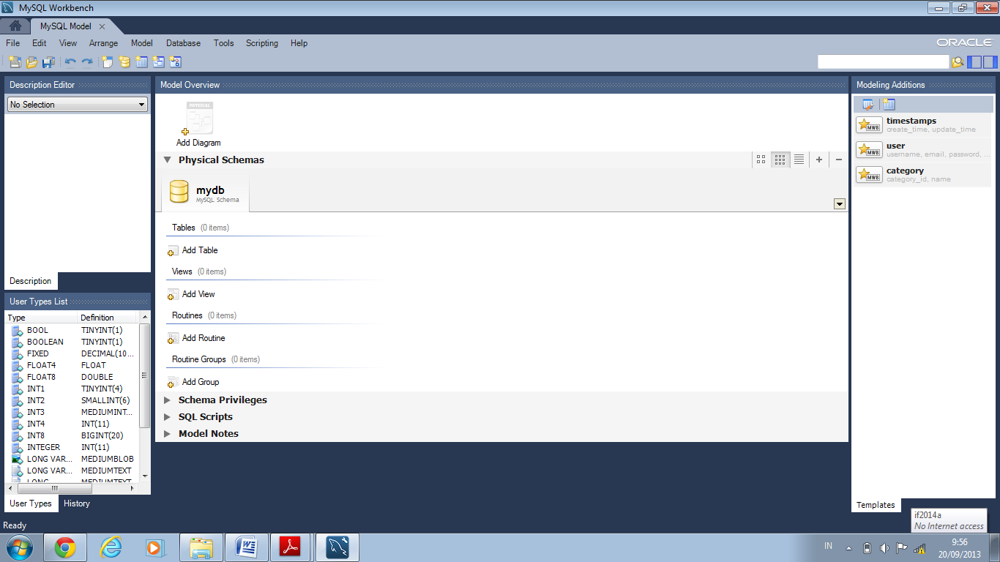 MySQL Workbench
MySQL Model
File Edit View Arrange Model Database Tools Scripting Help
ORACLE
Description Editor
No Selection
Description
User Types List
Type Definition
BOOL TINYINT(1)
BOOLEAN TINYINT(1)
FIXED DECIMAL(10...
FLOAT4 FLOAT
FLOAT8 DOUBLE
INT1 TINYINT(4)
INT2 SMALLINT(6)
INT3 MEDIUMINT...
INT4 INT(11)
INT8 BIGINT(20)
INTEGER INT(11)
LONG VAR... MEDIUMBLOB
LONG VAR... MEDIUMTEXT
LONG MEDIUMTEXT
User Types History
Model Overview
PHYSICAL
Add Diagram
Physical Schemas
mydb
MySQL Schema
Tables (0 items)
Add Table
Views (0 items)
Add View
Routines (0 items)
Add Routine
Routine Groups (0 items)
Add Group
Schema Privileges
SQL Scripts
Model Notes
Modeling Additions
MWB
timestamps
create_time, update_time
MWB
user
username, email, password, ...
MWB
category
category_id, name
Templates
Ready
if2014a
No Internet access
IN
9:56
20/09/2013